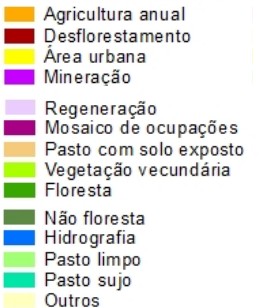 Agricultura anual
Desflorestamento
Área urbana
Mineração
Regeneração
Mosaico de ocupações
Pasto com solo exposto
Vegetação vecundária
Floresta
Não floresta
Hidrografia
Pasto limpo
Pasto sujo
Outros